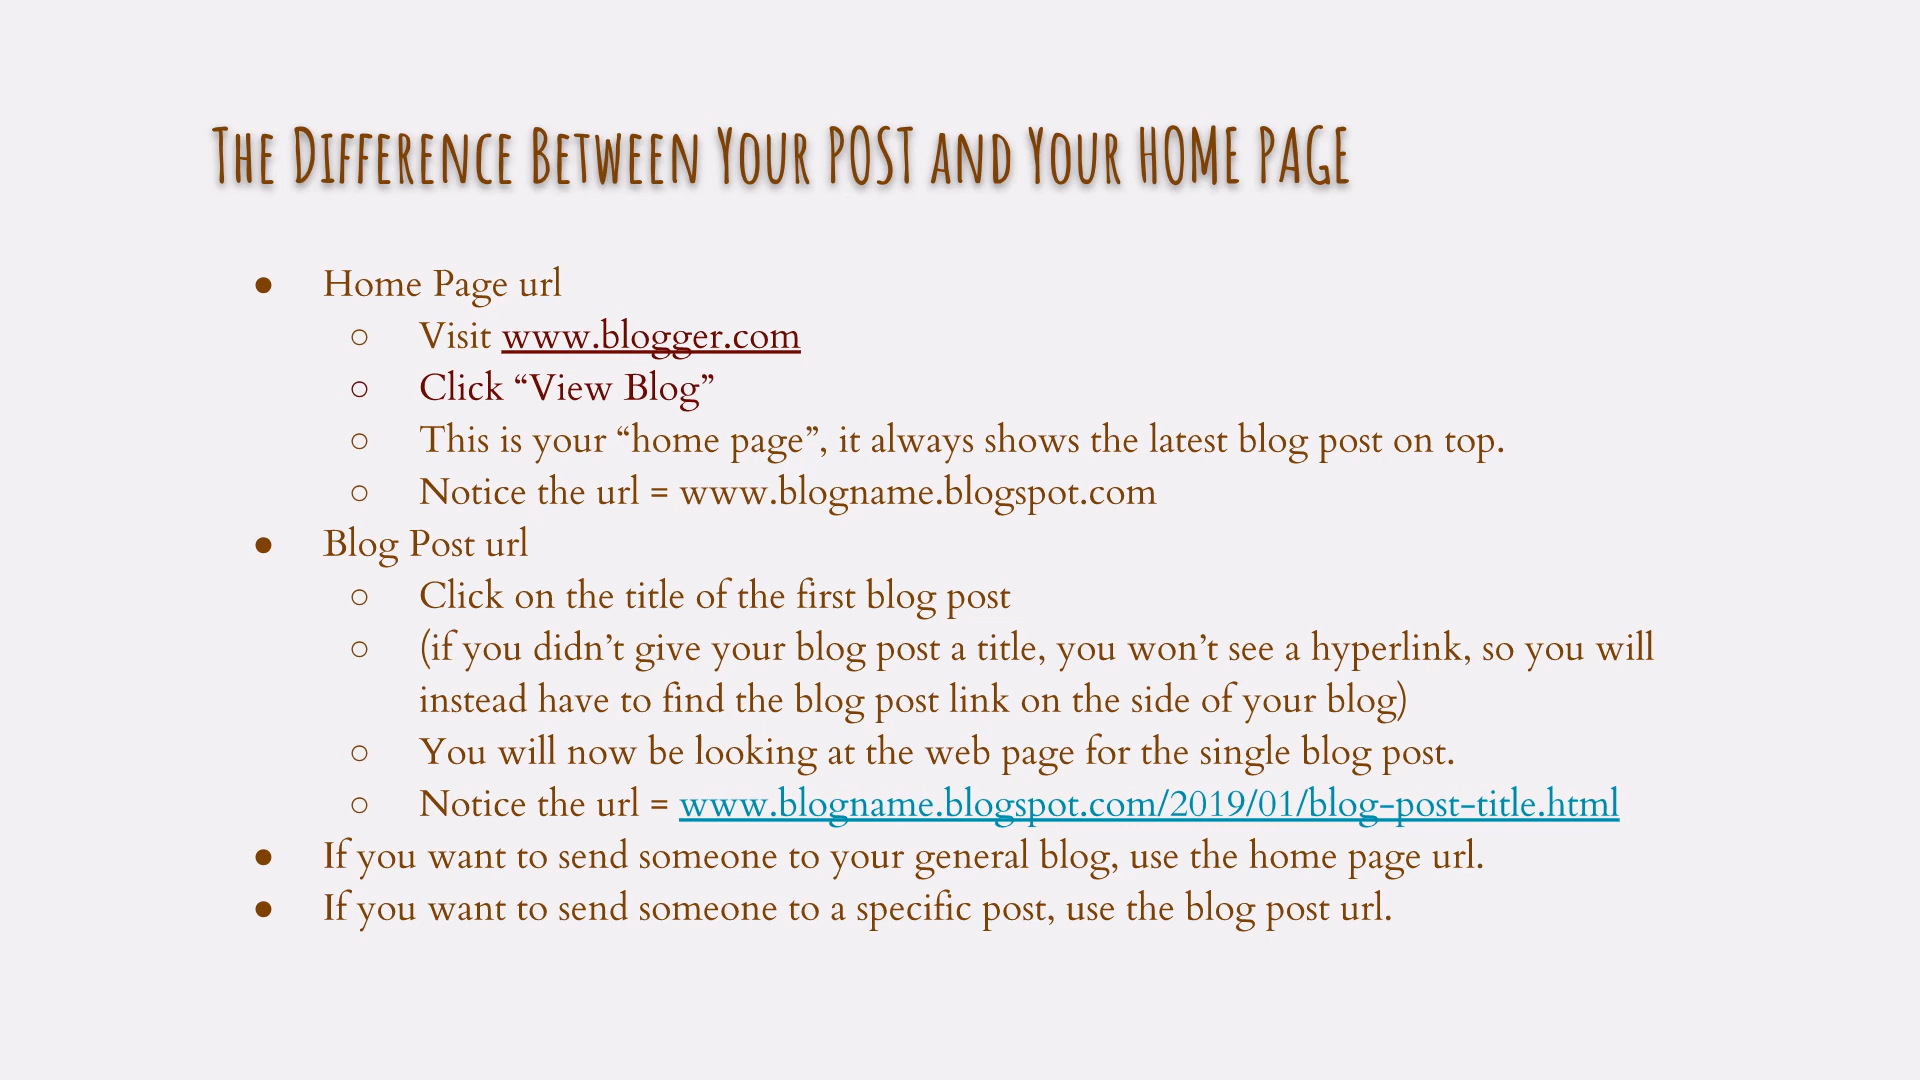 The Difference Between Your POST and Your HOME PAGE
● Home Page url
○ Visit www.blogger.com
○ Click “View Blog”
○ This is your “home page”, it always shows the latest blog post on top.
○ Notice the url = www.blogname.blogspot.com
● Blog Post url
○ Click on the title of the first blog post
○ (if you didn’t give your blog post a title, you won’t see a hyperlink, so you will
instead have to find the blog post link on the side of your blog)
○ You will now be looking at the web page for the single blog post.
○ Notice the url = www.blogname.blogspot.com/2019/01/blog-post-title.html
● If you want to send someone to your general blog, use the home page url.
● If you want to send someone to a specific post, use the blog post url.